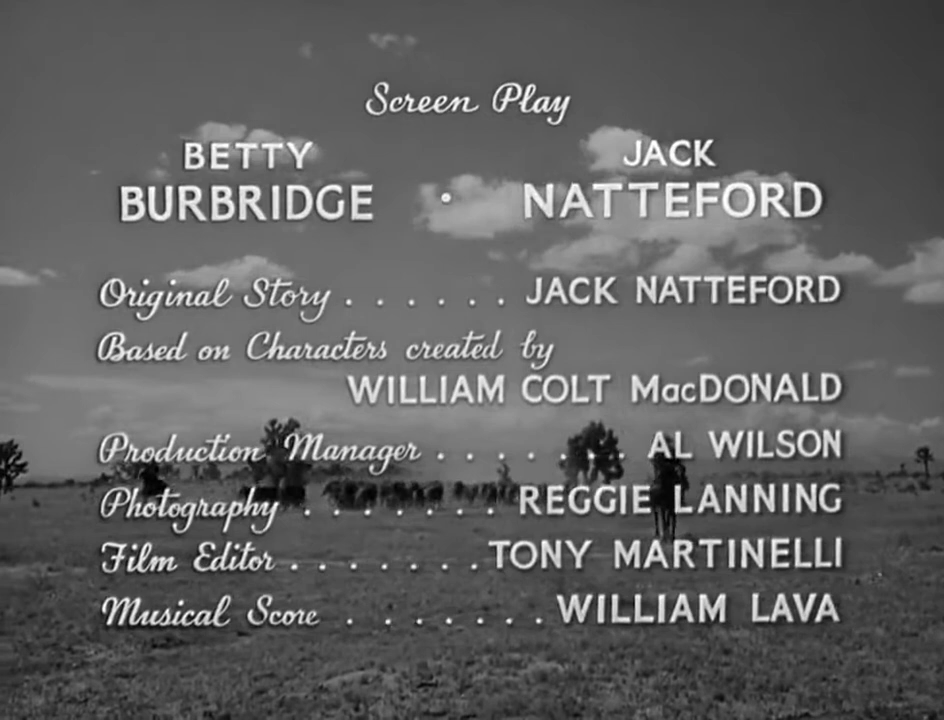 Screen Play
BETTY BURBRIDGE · JACK NATTEFORD
Original Story . . . . . . JACK NATTEFORD
Based on Characters created by
WILLIAM COLT MacDONALD
Production Manager . . . . . . . AL WILSON
Photography . . . . . . . REGGIE LANNING
Film Editor . . . . . . . TONY MARTINELLI
Musical Score . . . . . . . WILLIAM LAVA